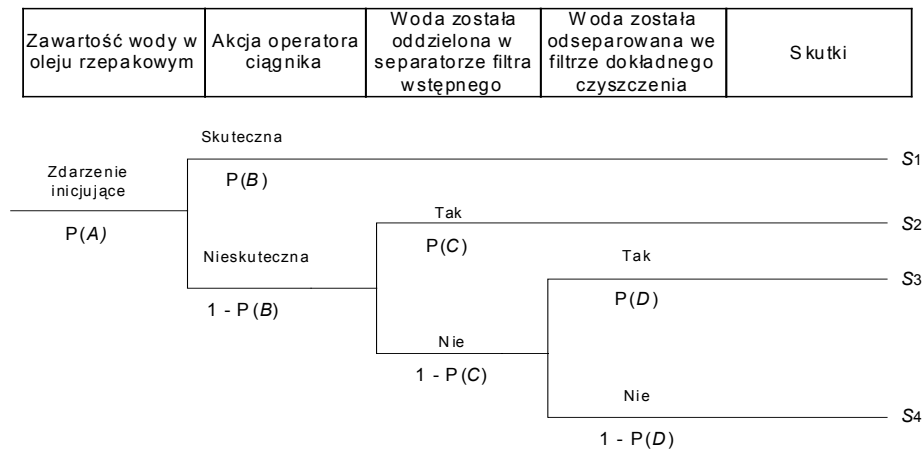 Zawartość wody w
oleju rzepakowym
Akcja operatora
ciągnika
Woda została
oddzielona w
separatorze filtra
wstępnego
Woda została
odseparowana we
filtrze dokładnego
czyszczenia
Skutki
Skuteczna
S1
Zdarzenie
inicjujące
P(B)
P(A)
Tak
S2
Nieskuteczna
P(C)
Tak
S3
1 - P(B)
P(D)
Nie
1 - P(C)
Nie
S4
1 - P(D)